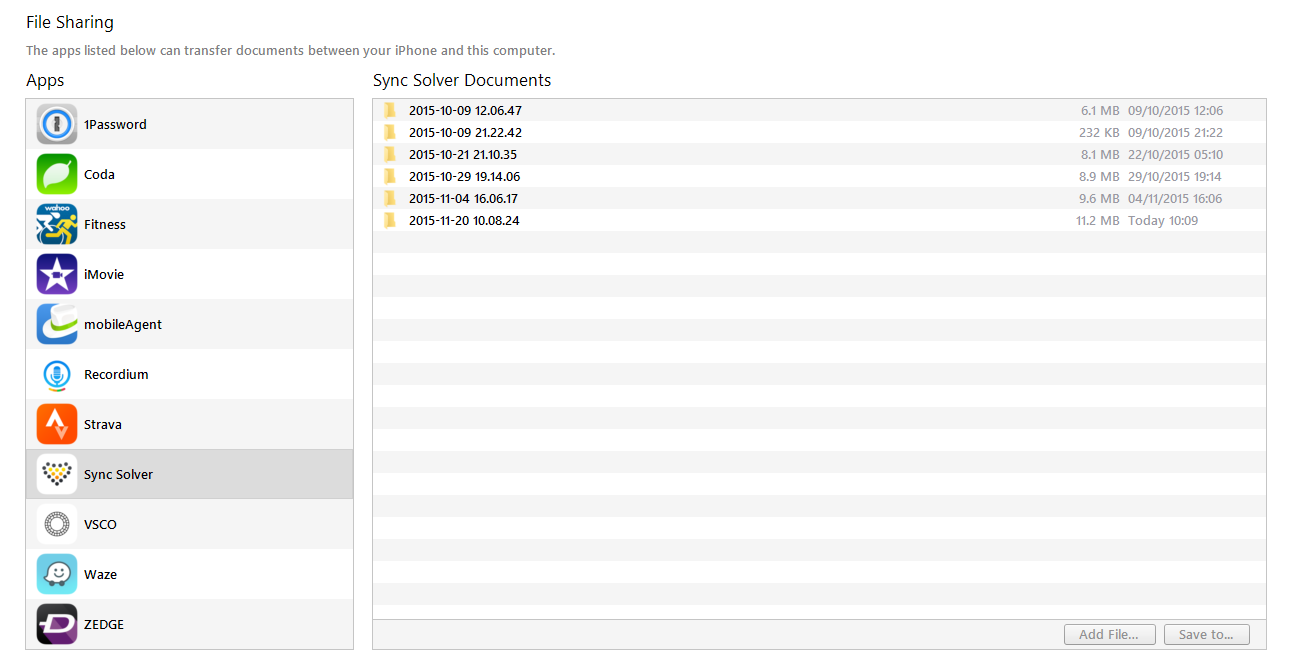 File Sharing
The apps listed below can transfer documents between your iPhone and this computer.
Apps
1Password
Coda
wahoo
Fitness
iMovie
mobileAgent
Recordium
Strava
Sync Solver
VSCO
Waze
ZEDGE
Sync Solver Documents
2015-10-09 12.06.47 6.1 MB 09/10/2015 12:06
2015-10-09 21.22.42 232 KB 09/10/2015 21:22
2015-10-21 21.10.35 8.1 MB 22/10/2015 05:10
2015-10-29 19.14.06 8.9 MB 29/10/2015 19:14
2015-11-04 16.06.17 9.6 MB 04/11/2015 16:06
2015-11-20 10.08.24 11.2 MB Today 10:09
Add File... Save to...